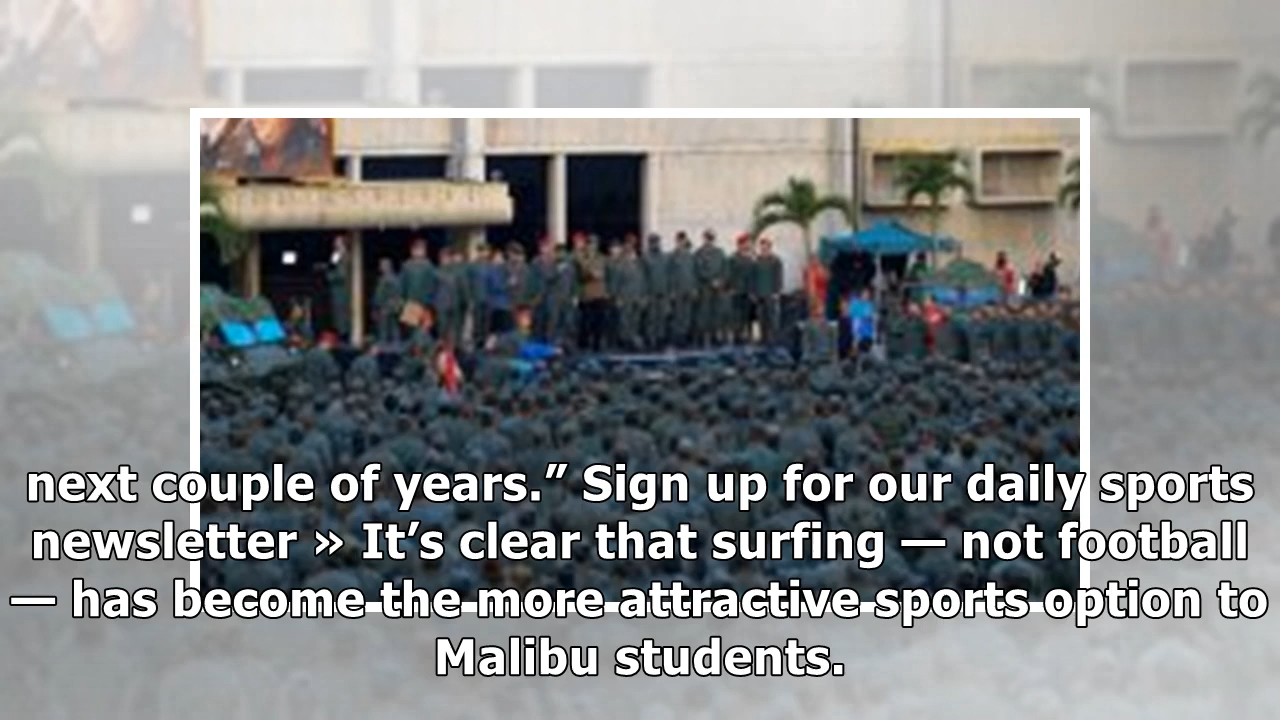 next couple of years.” Sign up for our daily sports
newsletter » It’s clear that surfing — not football
— has become the more attractive sports option to
Malibu students.